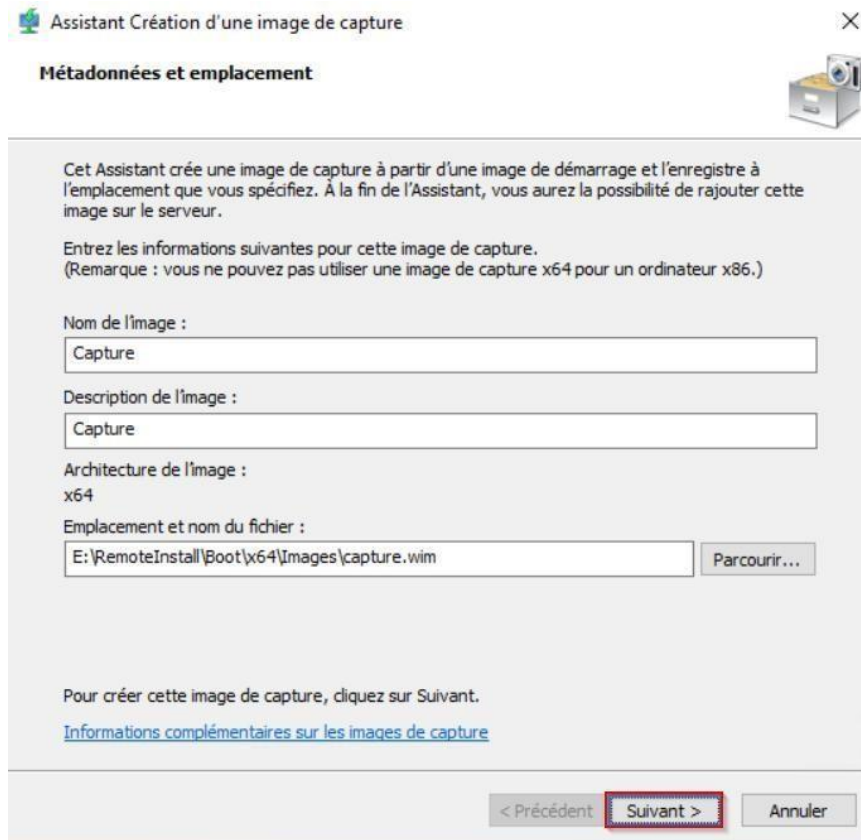 Assistant Création d'une image de capture
Métadonnées et emplacement
Cet Assistant crée une image de capture à partir d'une image de démarrage et l'enregistre à
l'emplacement que vous spécifiez. À la fin de l'Assistant, vous aurez la possibilité de rajouter cette
image sur le serveur.
Entrez les informations suivantes pour cette image de capture.
(Remarque : vous ne pouvez pas utiliser une image de capture x64 pour un ordinateur x86.)
Nom de l'image :
Capture
Description de l'image :
Capture
Architecture de l'image :
x64
Emplacement et nom du fichier :
E:\RemoteInstall\Boot\x64\Images\capture.wim
Parcourir...
Pour créer cette image de capture, cliquez sur Suivant.
Informations complémentaires sur les images de capture
< Précédent
Suivant >
Annuler